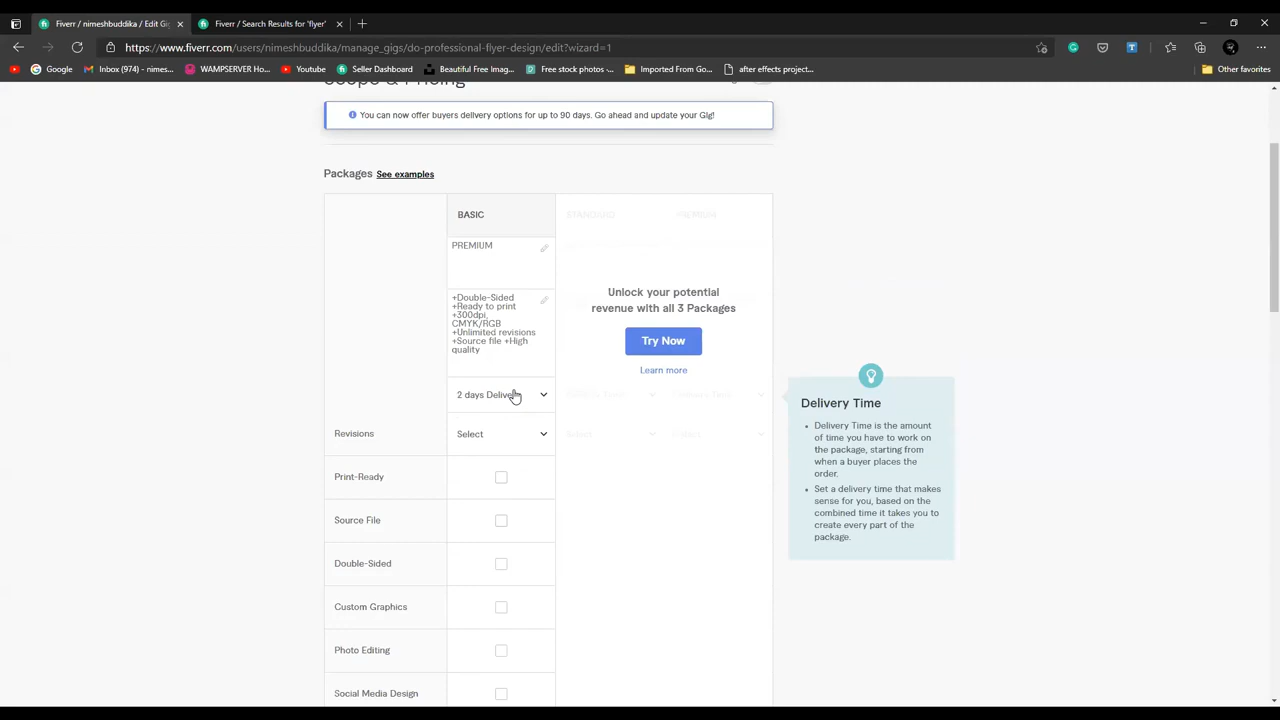 Fiverr / nimeshbuddika / Edit Gig
Fiverr / Search Results for 'flyer'
https://www.fiverr.com/users/nimeshbuddika/manage_gigs/do-professional-flyer-design/edit?wizard=1
Google
Inbox (974) - nimes...
WAMPSERVER Ho...
Youtube
Seller Dashboard
Beautiful Free Imag...
Free stock photos -...
Imported From Go...
after effects project...
Other favorites
Scope & Pricing
You can now offer buyers delivery options for up to 90 days. Go ahead and update your Gig!
Packages See examples
BASIC STANDARD PREMIUM
PREMIUM
+Double-Sided
+Ready to print
+300dpi,
CMYK/RGB
+Unlimited revisions
+Source file +High
quality
Unlock your potential
revenue with all 3 Packages
Try Now
Learn more
2 days Delivery
Revisions Select Select Select
Print-Ready
Source File
Double-Sided
Custom Graphics
Photo Editing
Social Media Design
Delivery Time
Delivery Time is the amount
of time you have to work on
the package, starting from
when a buyer places the
order.
Set a delivery time that makes
sense for you, based on the
combined time it takes you to
create every part of the
package.